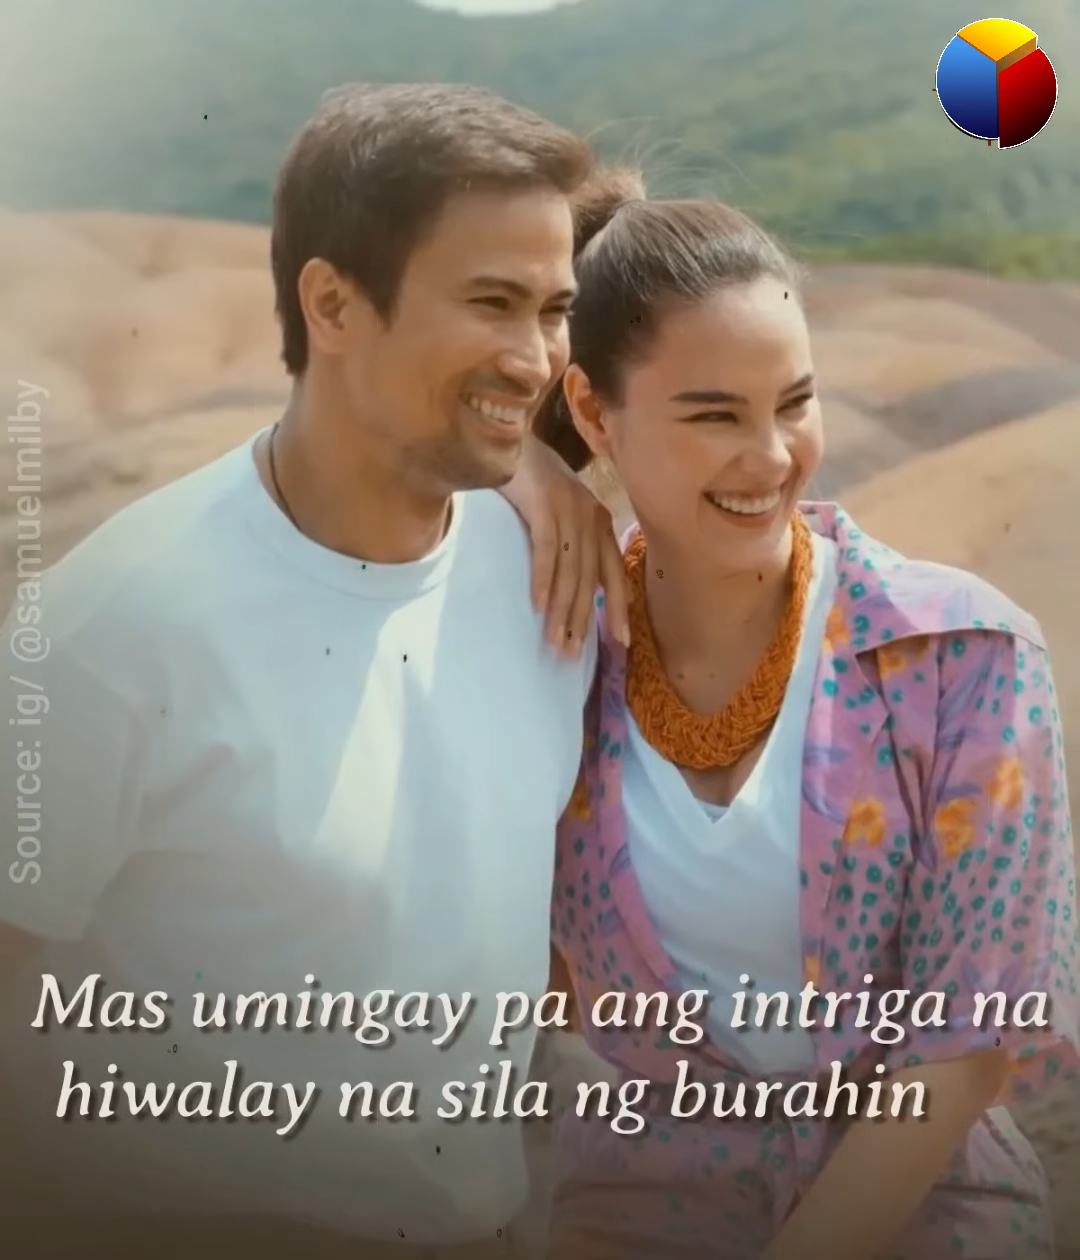 Source: ig/ @samuelmilby
Mas umingay pa ang intriga na
hiwalay na sila ng burahin